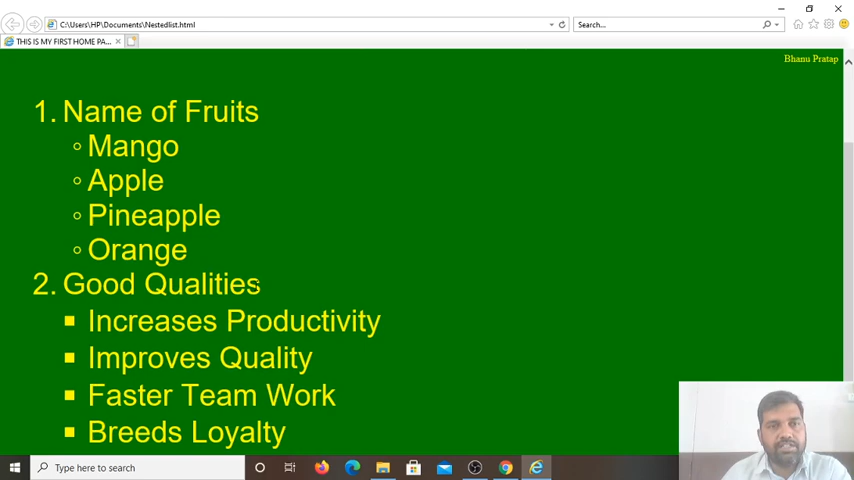 C:\Users\HP\Documents\Nestedlist.html
Search...
THIS IS MY FIRST HOME PA...
Bhanu Pratap
1. Name of Fruits
Mango
Apple
Pineapple
Orange
2. Good Qualities
Increases Productivity
Improves Quality
Faster Team Work
Breeds Loyalty
Type here to search